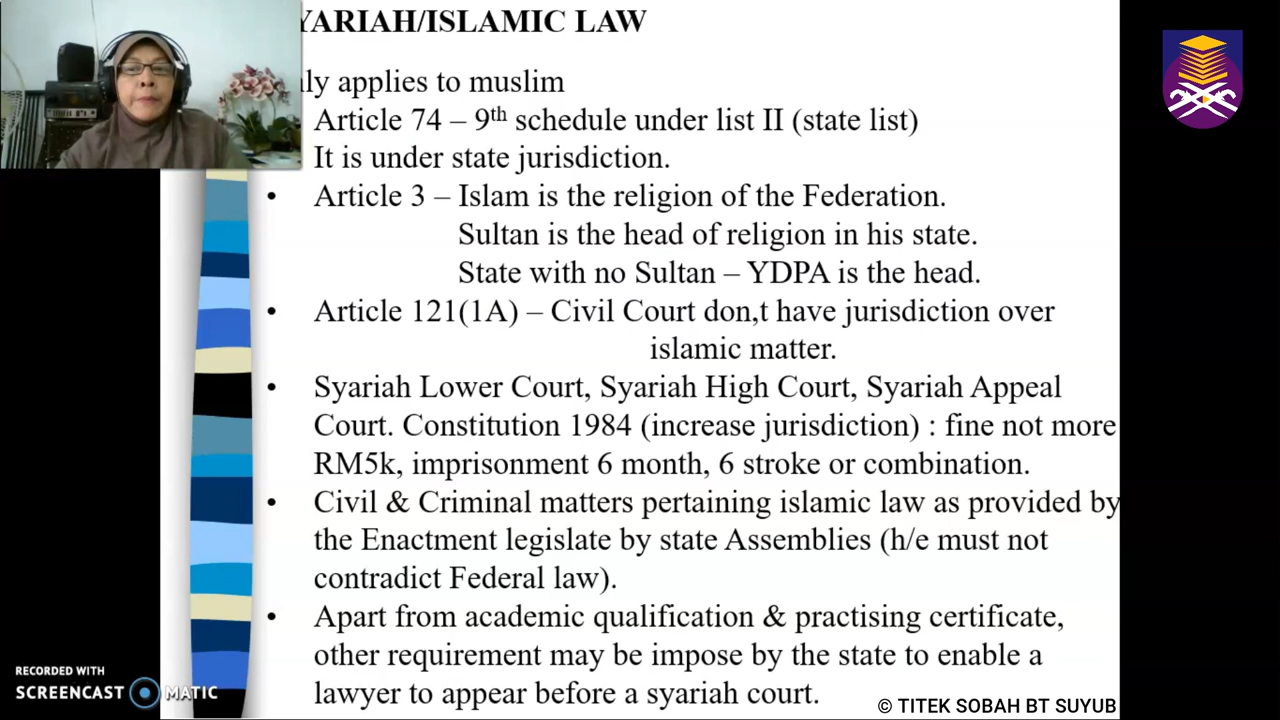 YARIAH/ISLAMIC LAW
ly applies to muslim
Article 74 – 9th schedule under list II (state list)
It is under state jurisdiction.
• Article 3 – Islam is the religion of the Federation.
Sultan is the head of religion in his state.
State with no Sultan – YDPA is the head.
• Article 121(1A) – Civil Court don,t have jurisdiction over
islamic matter.
• Syariah Lower Court, Syariah High Court, Syariah Appeal
Court. Constitution 1984 (increase jurisdiction) : fine not more
RM5k, imprisonment 6 month, 6 stroke or combination.
• Civil & Criminal matters pertaining islamic law as provided by
the Enactment legislate by state Assemblies (h/e must not
contradict Federal law).
• Apart from academic qualification & practising certificate,
other requirement may be impose by the state to enable a
lawyer to appear before a syariah court.
RECORDED WITH
SCREENCAST MATIC
© TITEK SOBAH BT SUYUB